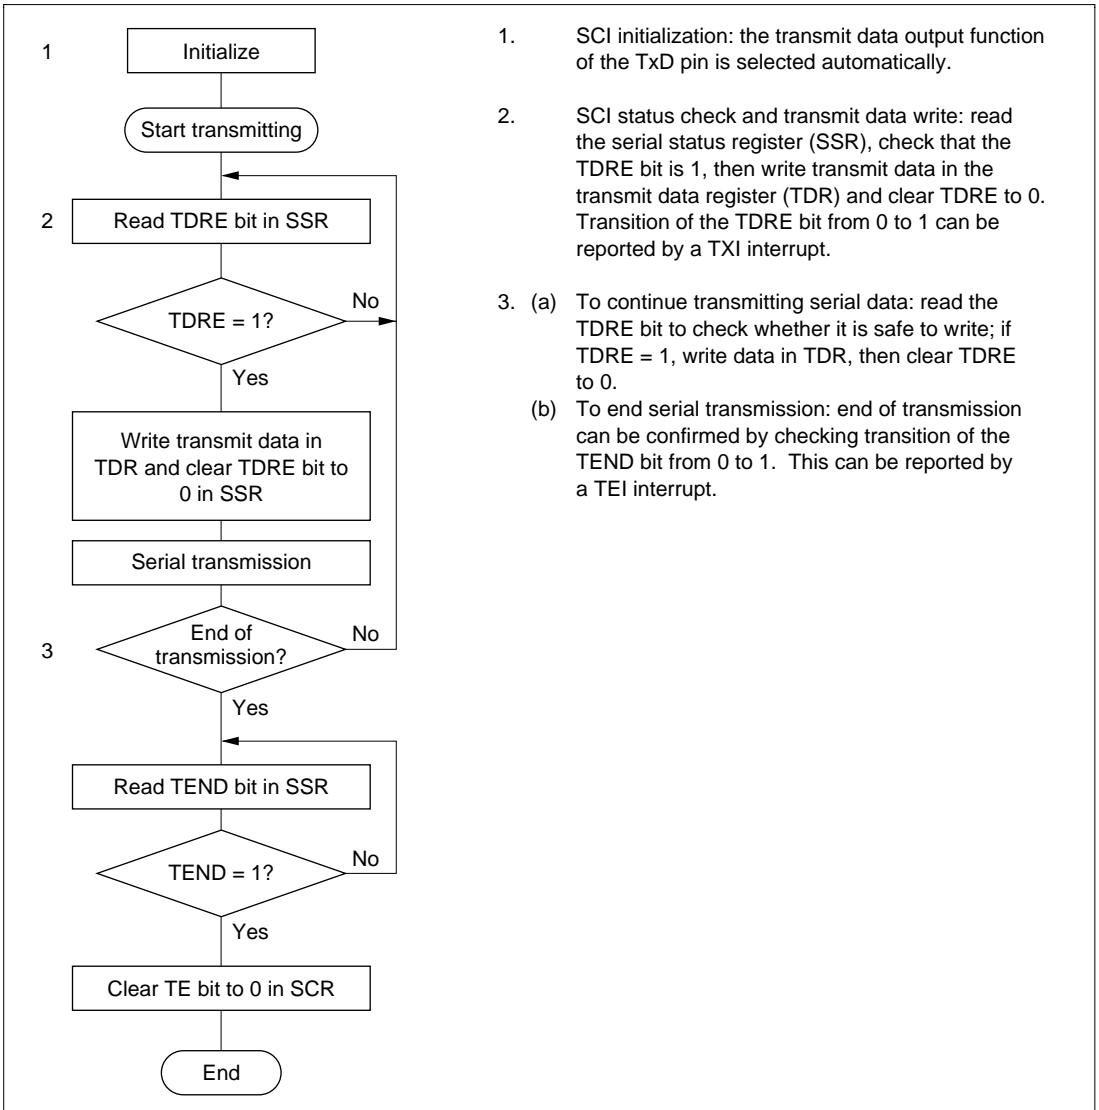 1
Initialize
Start transmitting
2
Read TDRE bit in SSR
TDRE = 1?
No
Yes
Write transmit data in
TDR and clear TDRE bit to
0 in SSR
Serial transmission
3
End of
transmission?
No
Yes
Read TEND bit in SSR
TEND = 1?
No
Yes
Clear TE bit to 0 in SCR
End
1. SCI initialization: the transmit data output function
of the TxD pin is selected automatically.
2. SCI status check and transmit data write: read
the serial status register (SSR), check that the
TDRE bit is 1, then write transmit data in the
transmit data register (TDR) and clear TDRE to 0.
Transition of the TDRE bit from 0 to 1 can be
reported by a TXI interrupt.
3. (a) To continue transmitting serial data: read the
TDRE bit to check whether it is safe to write; if
TDRE = 1, write data in TDR, then clear TDRE
to 0.
(b) To end serial transmission: end of transmission
can be confirmed by checking transition of the
TEND bit from 0 to 1. This can be reported by
a TEI interrupt.